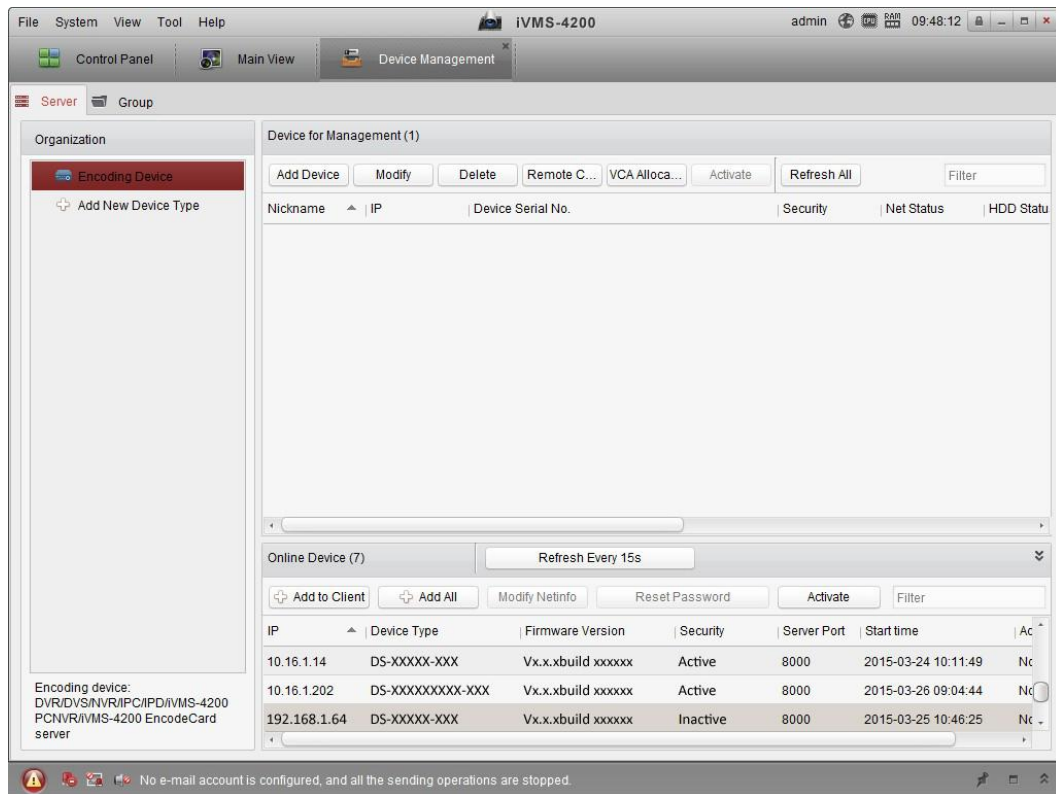 File System View Tool Help iVMS-4200 admin CPU RAM 09:48:12
Control Panel Main View Device Management
Server Group
Organization
Encoding Device
Add New Device Type
Encoding device:
DVR/DVS/NVR/IPC/IPD/iVMS-4200
PCNVR/iVMS-4200 EncodeCard
server
Device for Management (1)
Add Device Modify Delete Remote C... VCA Alloca... Activate Refresh All Filter
Nickname IP Device Serial No. Security Net Status HDD Statu
Online Device (7) Refresh Every 15s
Add to Client Add All Modify Netinfo Reset Password Activate Filter
IP Device Type Firmware Version Security Server Port Start time Ac
10.16.1.14 DS-XXXXX-XXX Vx.x.xbuild xxxxxx Active 8000 2015-03-24 10:11:49 Nc
10.16.1.202 DS-XXXXXXXXX-XXX Vx.x.xbuild xxxxxx Active 8000 2015-03-26 09:04:44 Nc
192.168.1.64 DS-XXXXX-XXX Vx.x.xbuild xxxxxx Inactive 8000 2015-03-25 10:46:25 Nc
No e-mail account is configured, and all the sending operations are stopped.